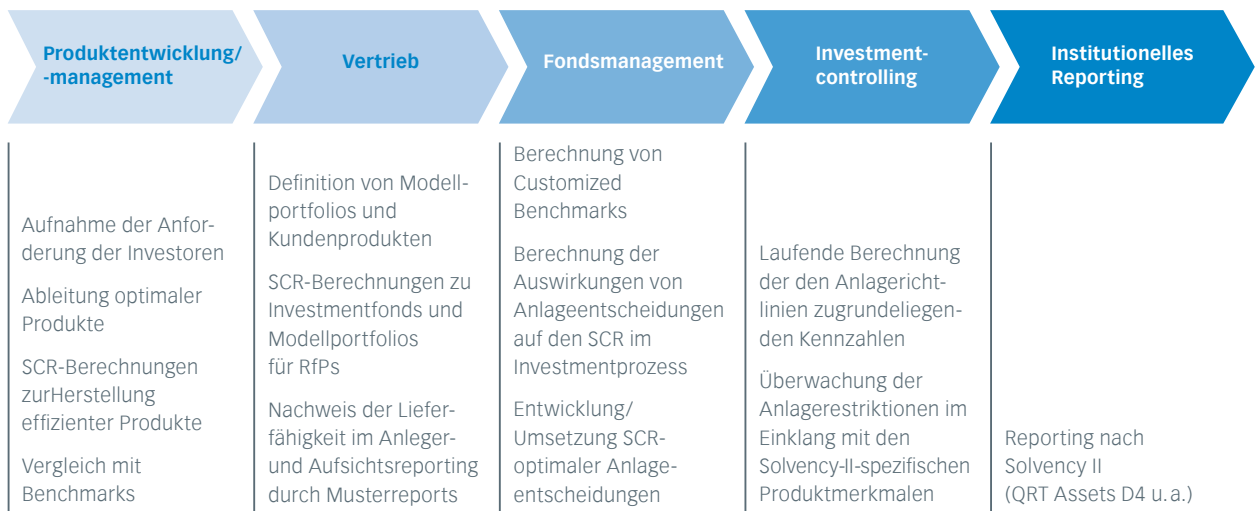 Produktentwicklung/
-management
Vertrieb
Fondsmanagement
Investment-
controlling
Institutionelles
Reporting
Aufnahme der Anfor-
derung der Investoren
Ableitung optimaler
Produkte
SCR-Berechnungen
zurHerstellung
effizienter Produkte
Vergleich mit
Benchmarks
Definition von Modell-
portfolios und
Kundenprodukten
SCR-Berechnungen zu
Investmentfonds und
Modellportfolios
für RfPs
Nachweis der Liefer-
fähigkeit im Anleger-
und Aufsichtsreporting
durch Musterreports
Berechnung von
Customized
Benchmarks
Berechnung der
Auswirkungen von
Anlageentscheidungen
auf den SCR im
Investmentprozess
Entwicklung/
Umsetzung SCR-
optimaler Anlage-
entscheidungen
Laufende Berechnung
der den Anlagericht-
linien zugrundeliegen-
den Kennzahlen
Überwachung der
Anlagerestriktionen im
Einklang mit den
Solvency-II-spezifischen
Produktmerkmalen
Reporting nach
Solvency II
(QRT Assets D4 u. a.)